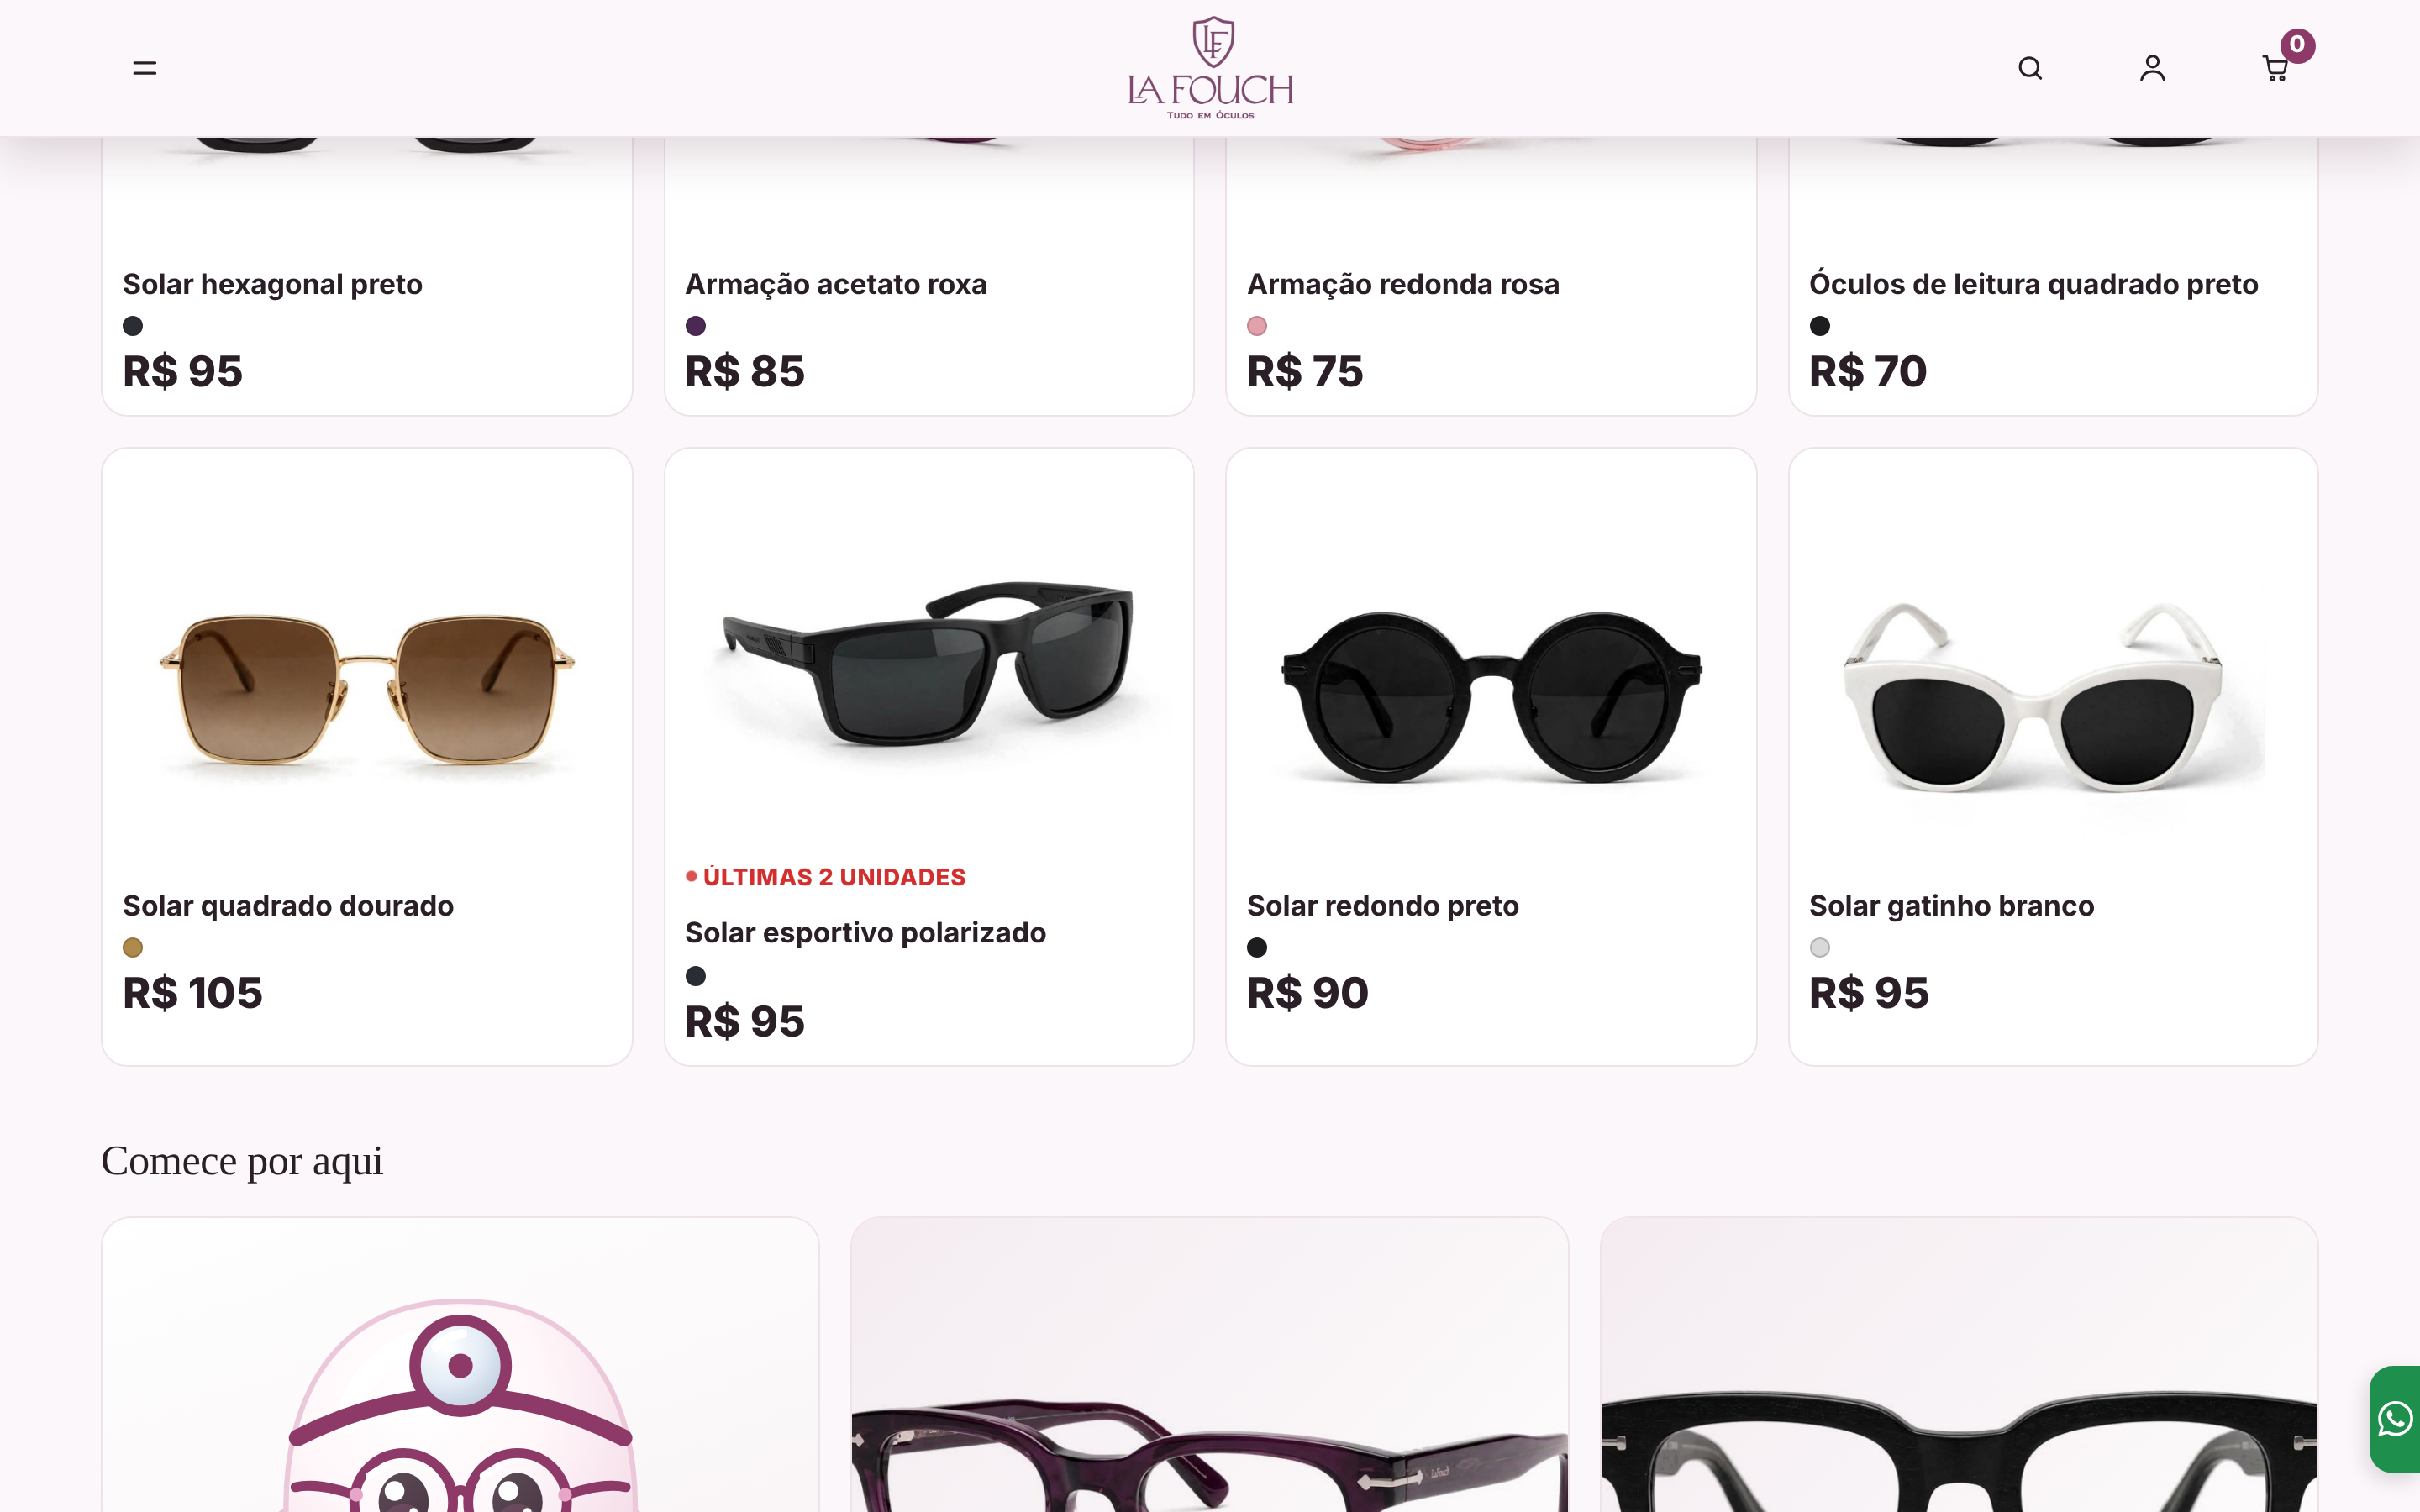 LF
LA FOUCH
TUDO EM ÓCULOS
0
Solar hexagonal preto
R$ 95
Armação acetato roxa
R$ 85
Armação redonda rosa
R$ 75
Óculos de leitura quadrado preto
R$ 70
Solar quadrado dourado
R$ 105
ÚLTIMAS 2 UNIDADES
Solar esportivo polarizado
R$ 95
Solar redondo preto
R$ 90
Solar gatinho branco
R$ 95
Comece por aqui
LaFouch